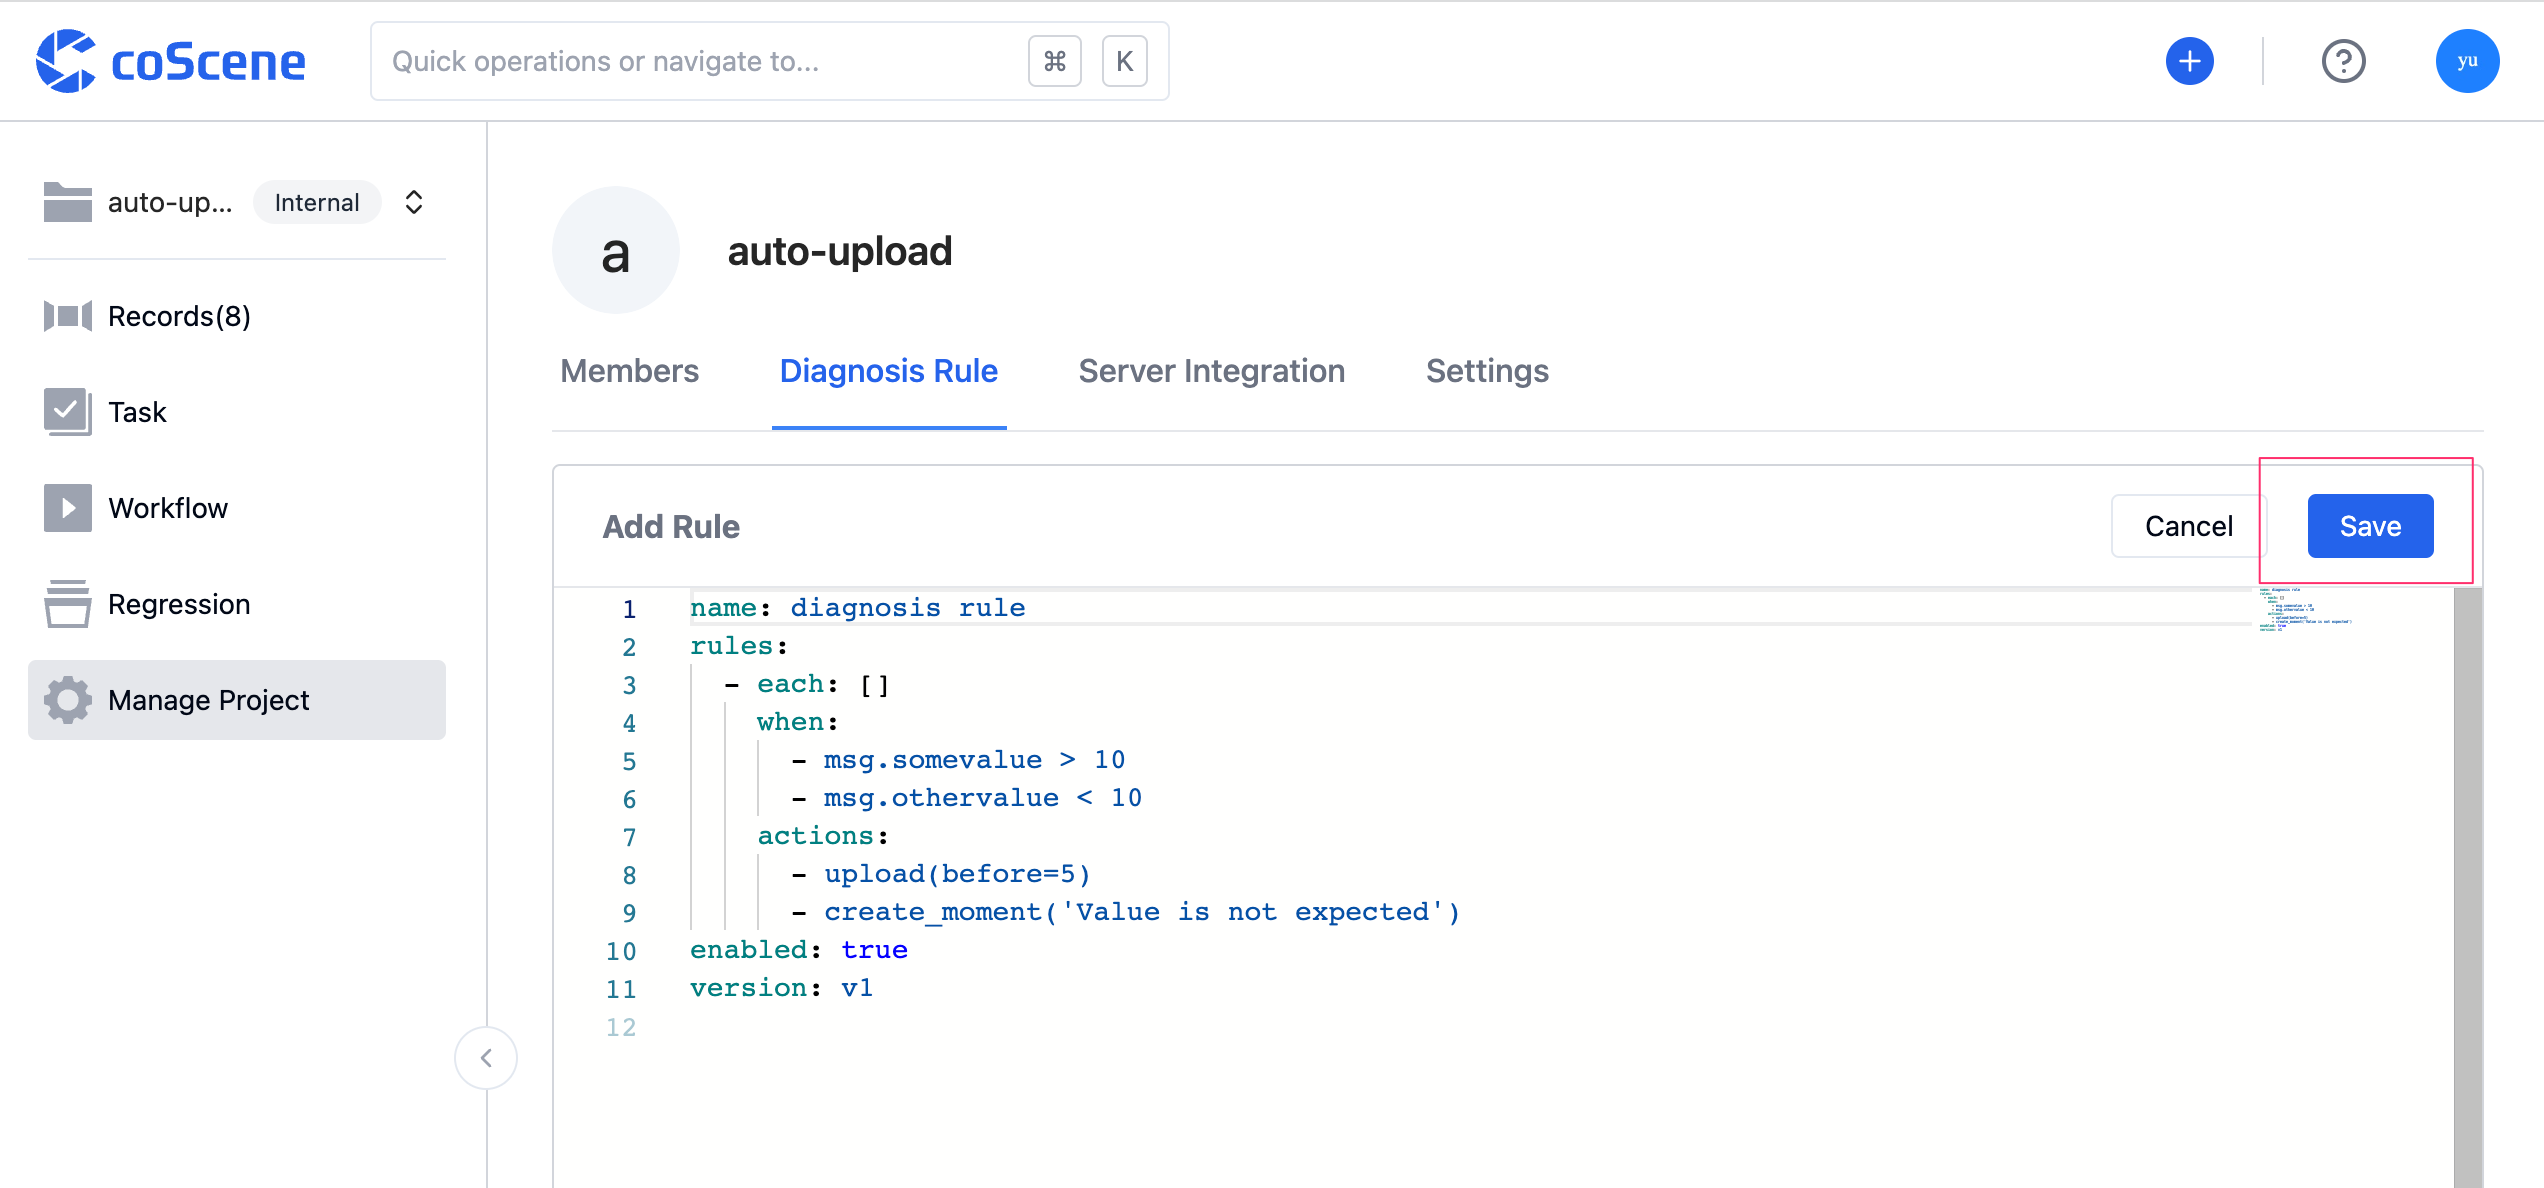 coScene
Quick operations or navigate to...
⌘ K
yu
auto-up...
Internal
Records(8)
Task
Workflow
Regression
Manage Project
a
auto-upload
Members
Diagnosis Rule
Server Integration
Settings
Add Rule
Cancel
Save
1 name: diagnosis rule
2 rules:
3 - each: []
4 when:
5 - msg.somevalue > 10
6 - msg.othervalue < 10
7 actions:
8 - upload(before=5)
9 - create_moment('Value is not expected')
10 enabled: true
11 version: v1
12